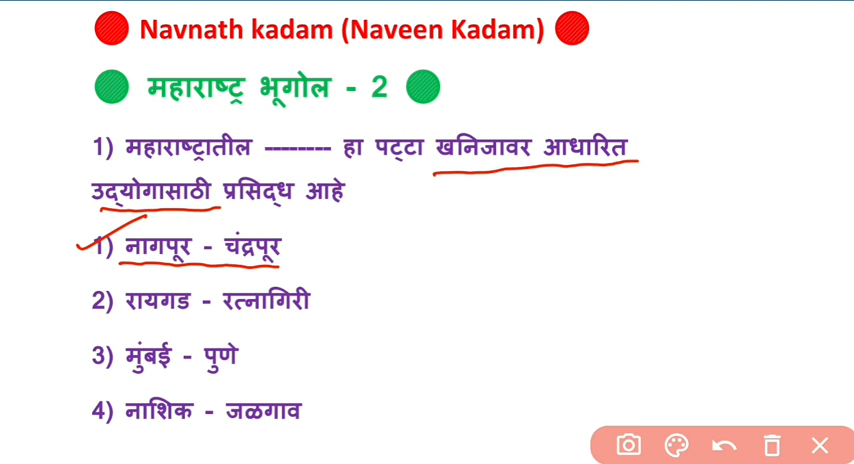 Navnath kadam (Naveen Kadam)
महाराष्ट्र भूगोल - 2
1) महाराष्ट्रातील -------- हा पट्टा खनिजावर आधारित
उद्योगासाठी प्रसिद्ध आहे
1) नागपूर - चंद्रपूर
2) रायगड - रत्नागिरी
3) मुंबई - पुणे
4) नाशिक - जळगाव